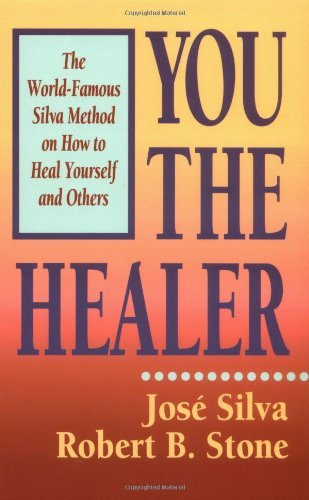 The
World-Famous
Silva Method
on How to
Heal Yourself
and Others
YOU
THE
HEALER
José Silva
Robert B. Stone